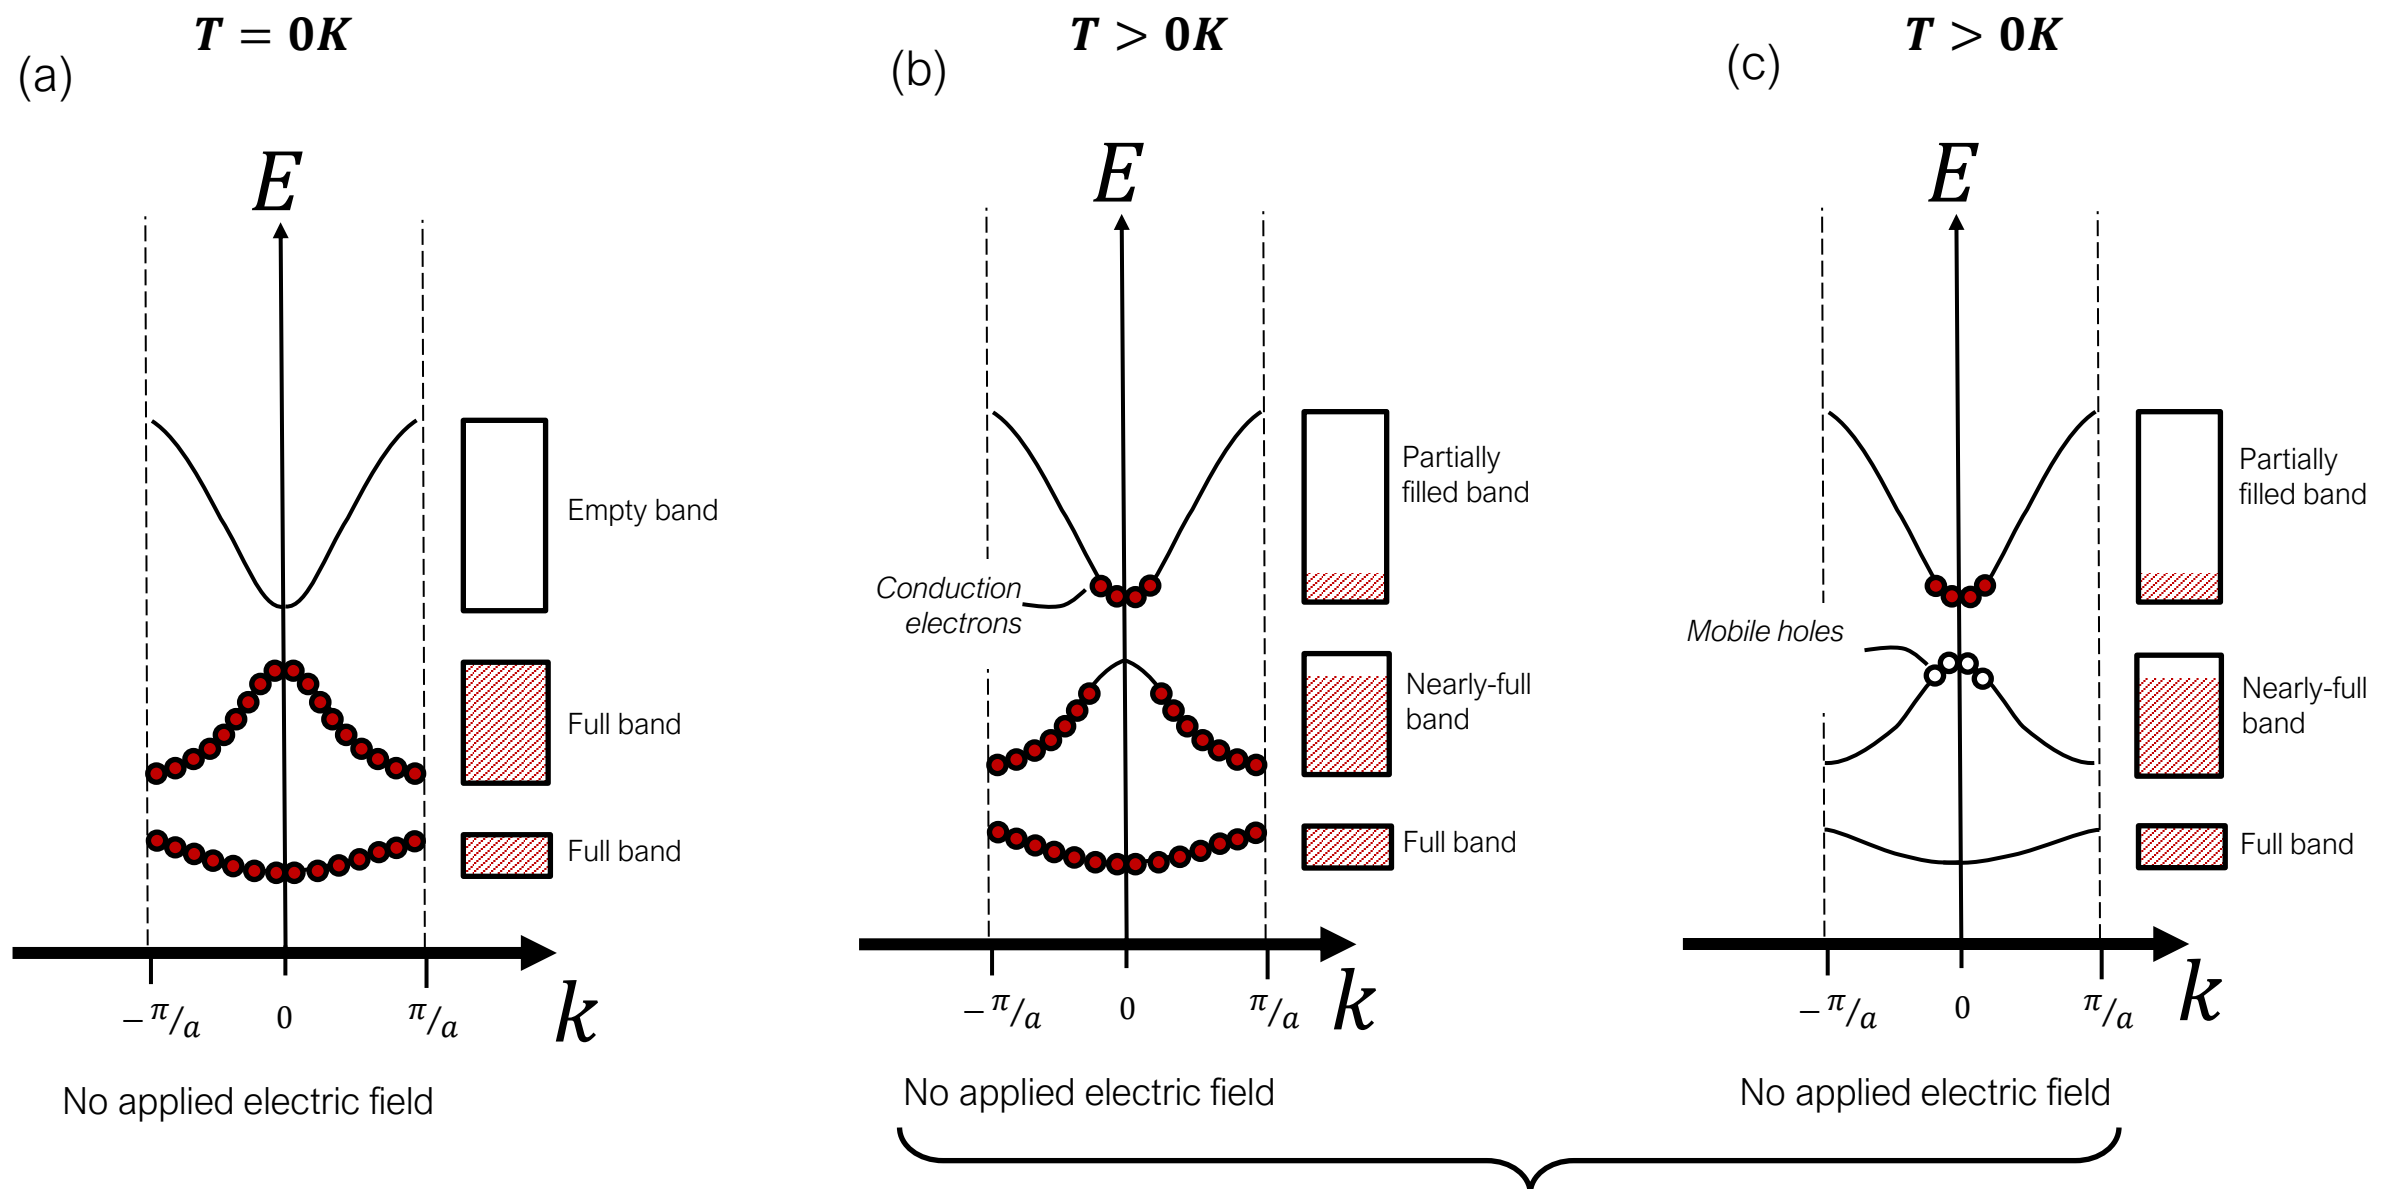 T = 0K
(a)
E
Empty band
Full band
Full band
−π/a
0
π/a
k
No applied electric field
T > 0K
(b)
E
Partially
filled band
Conduction
electrons
Nearly-full
band
Full band
−π/a
0
π/a
k
No applied electric field
T > 0K
(c)
E
Partially
filled band
Mobile holes
Nearly-full
band
Full band
−π/a
0
π/a
k
No applied electric field